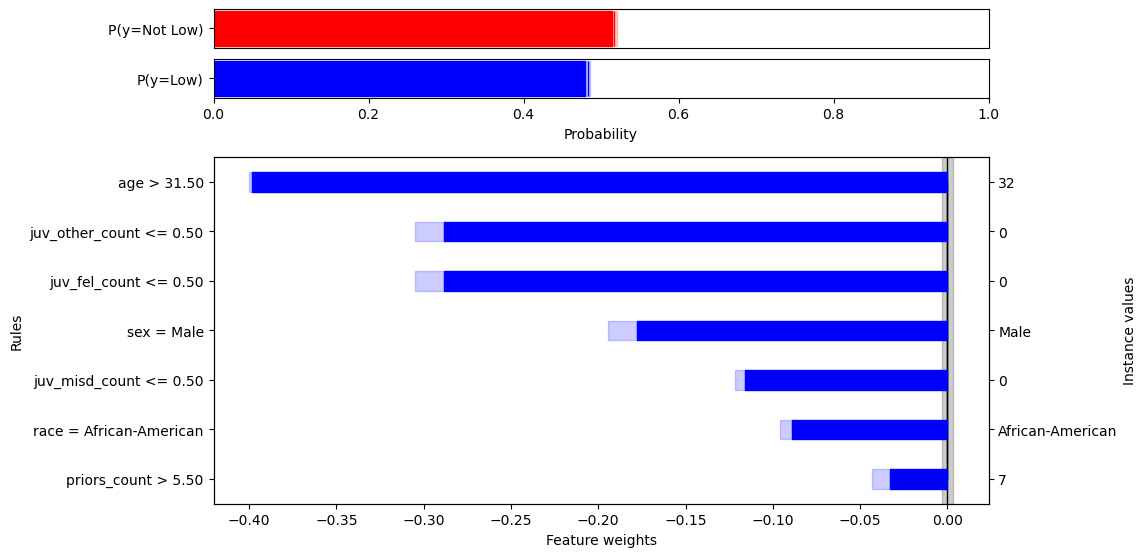 P(y=Not Low)
P(y=Low)
0.0 0.2 0.4 0.6 0.8 1.0
Probability
Rules
age > 31.50 32
juv_other_count <= 0.50 0
juv_fel_count <= 0.50 0
sex = Male Male
juv_misd_count <= 0.50 0
race = African-American African-American
priors_count > 5.50 7
Instance values
−0.40 −0.35 −0.30 −0.25 −0.20 −0.15 −0.10 −0.05 0.00
Feature weights